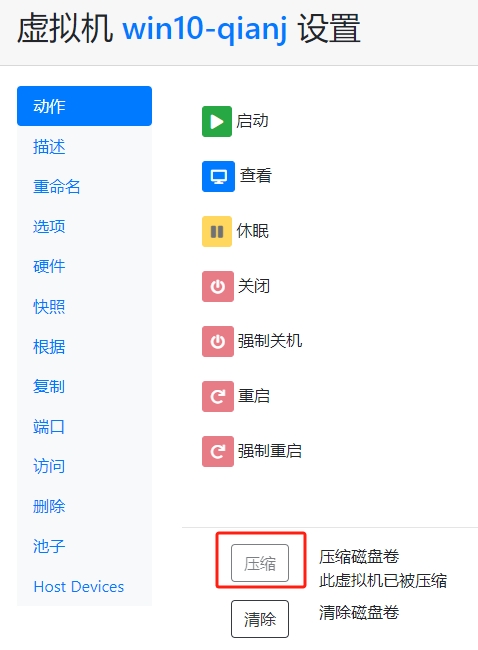 虚拟机 win10-qianj 设置
动作
描述
重命名
选项
硬件
快照
根据
复制
端口
访问
删除
池子
Host Devices
启动
查看
休眠
关闭
强制关机
重启
强制重启
压缩
压缩磁盘卷
此虚拟机已被压缩
清除
清除磁盘卷